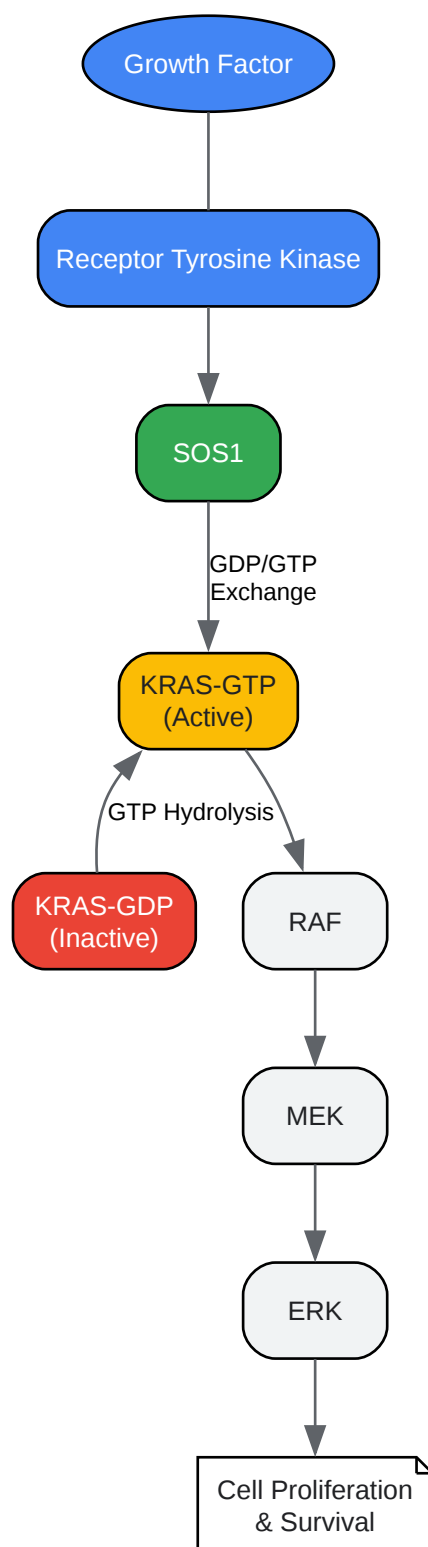 Growth Factor
Receptor Tyrosine Kinase
SOS1
GDP/GTP
Exchange
KRAS-GTP
(Active)
GTP Hydrolysis
KRAS-GDP
(Inactive)
RAF
MEK
ERK
Cell Proliferation
& Survival